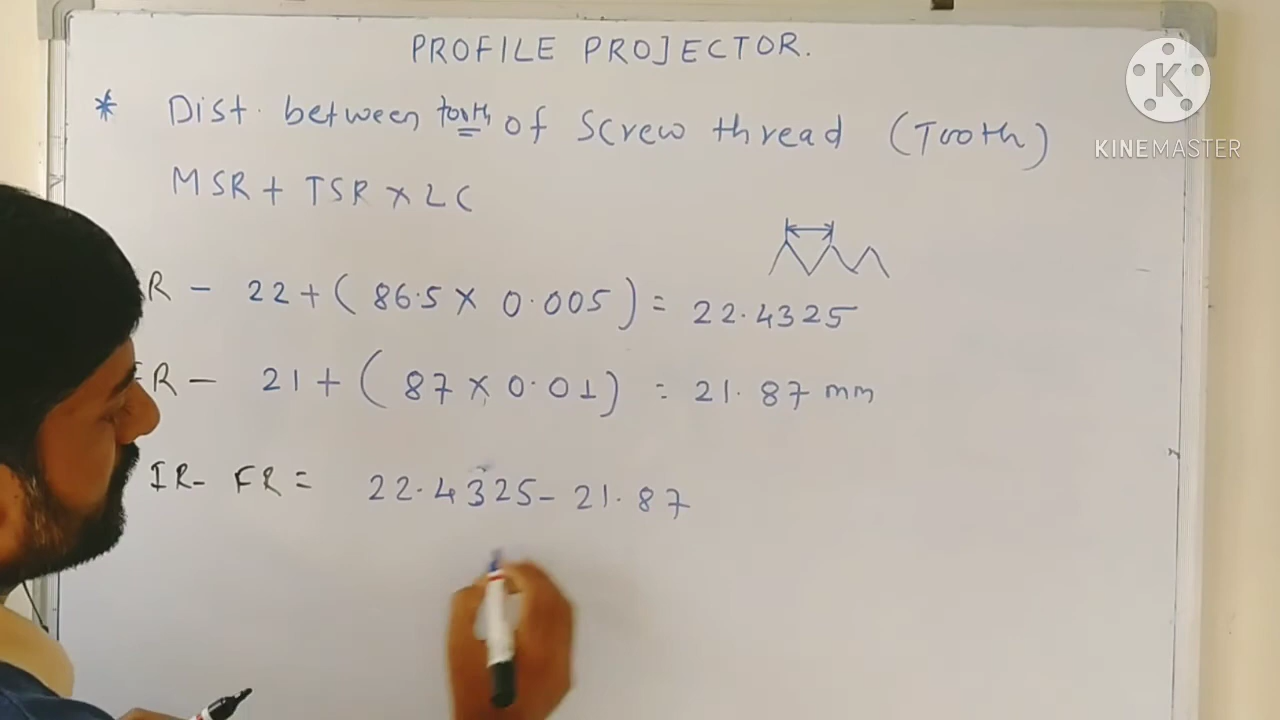 PROFILE PROJECTOR.
* Dist. between tooth of Screw thread (Tooth)
MSR + TSR × LC
R - 22 + (86.5 × 0.005) = 22.4325
FR - 21 + (87 × 0.01) = 21.87 mm
IR - FR = 22.4325 - 21.87
K
KINEMASTER